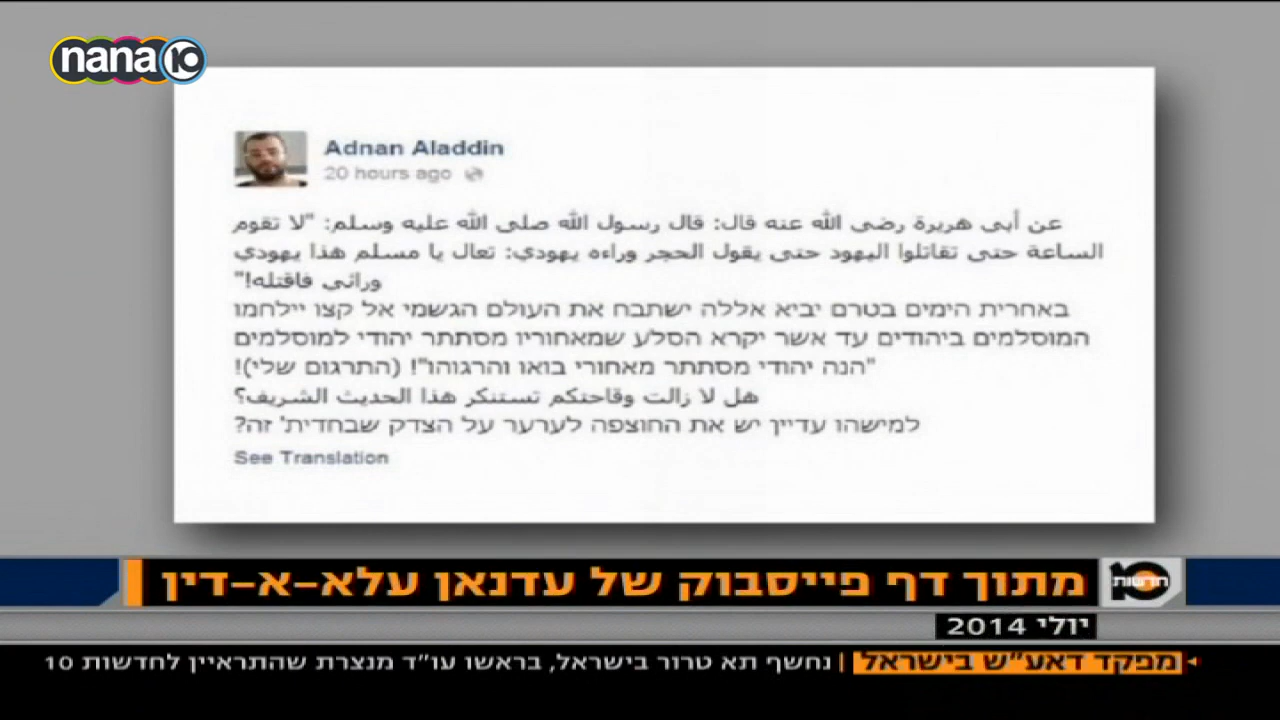 nana 10
Adnan Aladdin
20 hours ago
عن أبي هريرة رضي الله عنه قال: قال رسول الله صلى الله عليه وسلم: "لا تقوم
الساعة حتى تقاتلوا اليهود حتى يقول الحجر وراءه يهودي: تعال يا مسلم هذا يهودي
ورائي فاقتله!"
באחרית הימים בטרם יביא אללה ישתבח את העולם הגשמי אל קצו יילחמו
המוסלמים ביהודים עד אשר יקרא הסלע שמאחוריו מסתתר יהודי למוסלמים
"הנה יהודי מסתתר מאחורי בואו והרגוהו"! (התרגום שלי)!
هل لا زالت وقاحتكم تستنكر هذا الحديث الشريف؟
למישהו עדיין יש את החוצפה לערער על הצדק שבחדית' זה?
See Translation
מתוך דף פייסבוק של עדנאן עלא-א-דין
חדשות 10
יולי 2014
מפקד דאע"ש בישראל | נחשף תא טרור בישראל, בראשו עו"ד מנצרת שהתראיין לחדשות 10